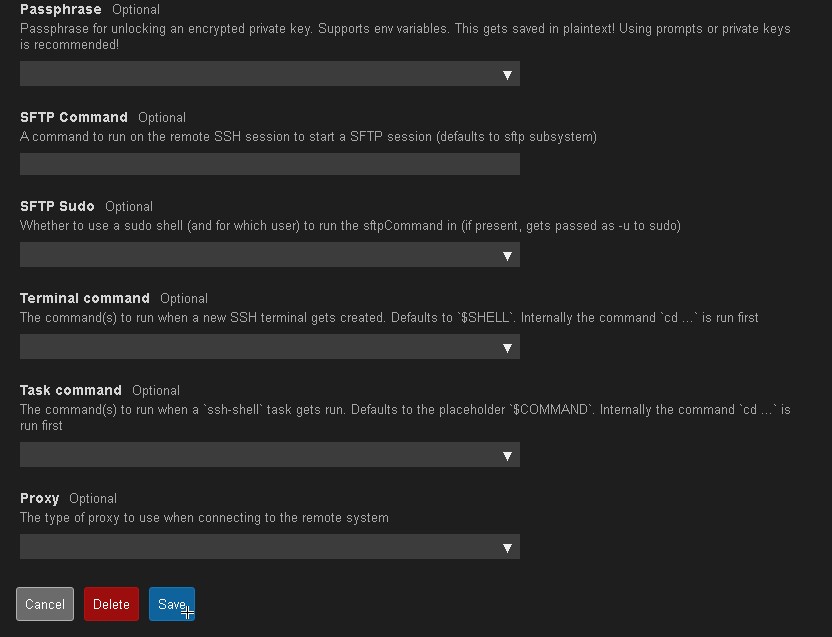 Passphrase Optional
Passphrase for unlocking an encrypted private key. Supports env variables. This gets saved in plaintext! Using prompts or private keys
is recommended!
SFTP Command Optional
A command to run on the remote SSH session to start a SFTP session (defaults to sftp subsystem)
SFTP Sudo Optional
Whether to use a sudo shell (and for which user) to run the sftpCommand in (if present, gets passed as -u to sudo)
Terminal command Optional
The command(s) to run when a new SSH terminal gets created. Defaults to `$SHELL`. Internally the command `cd ...` is run first
Task command Optional
The command(s) to run when a `ssh-shell` task gets run. Defaults to the placeholder `$COMMAND`. Internally the command `cd ...` is
run first
Proxy Optional
The type of proxy to use when connecting to the remote system
Cancel Delete Save